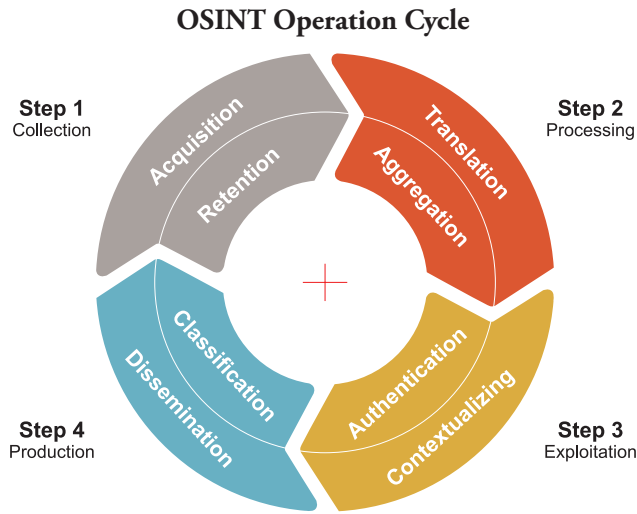 OSINT Operation Cycle
Step 1
Collection
Acquisition
Retention
Step 2
Processing
Translation
Aggregation
Step 3
Exploitation
Authentication
Contextualizing
Step 4
Production
Classification
Dissemination